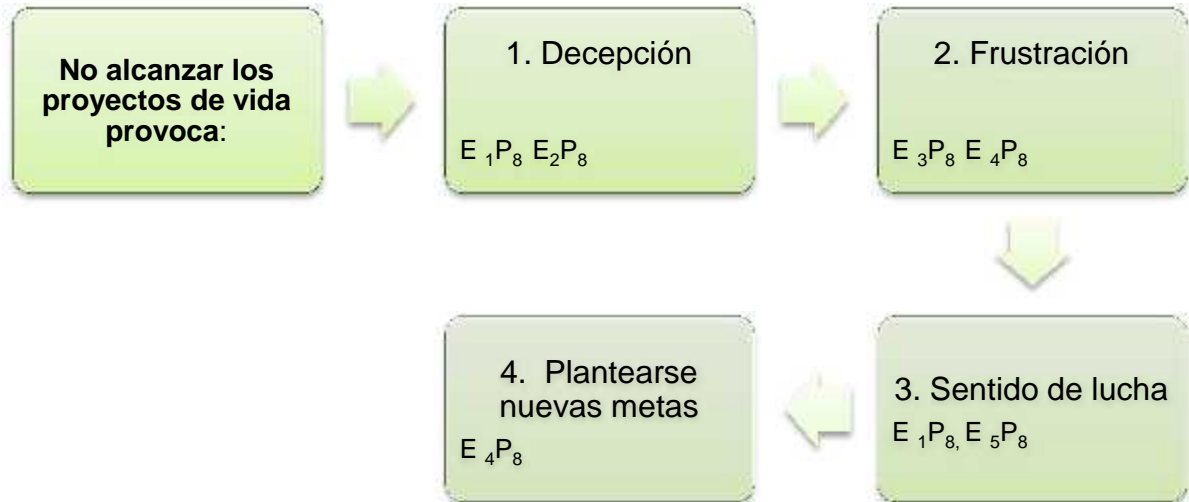 No alcanzar los
proyectos de vida
provoca:
1. Decepción
E ₁P₈ E₂P₈
2. Frustración
E ₃P₈ E ₄P₈
3. Sentido de lucha
E ₁P₈, E ₅P₈
4. Plantearse
nuevas metas
E ₄P₈